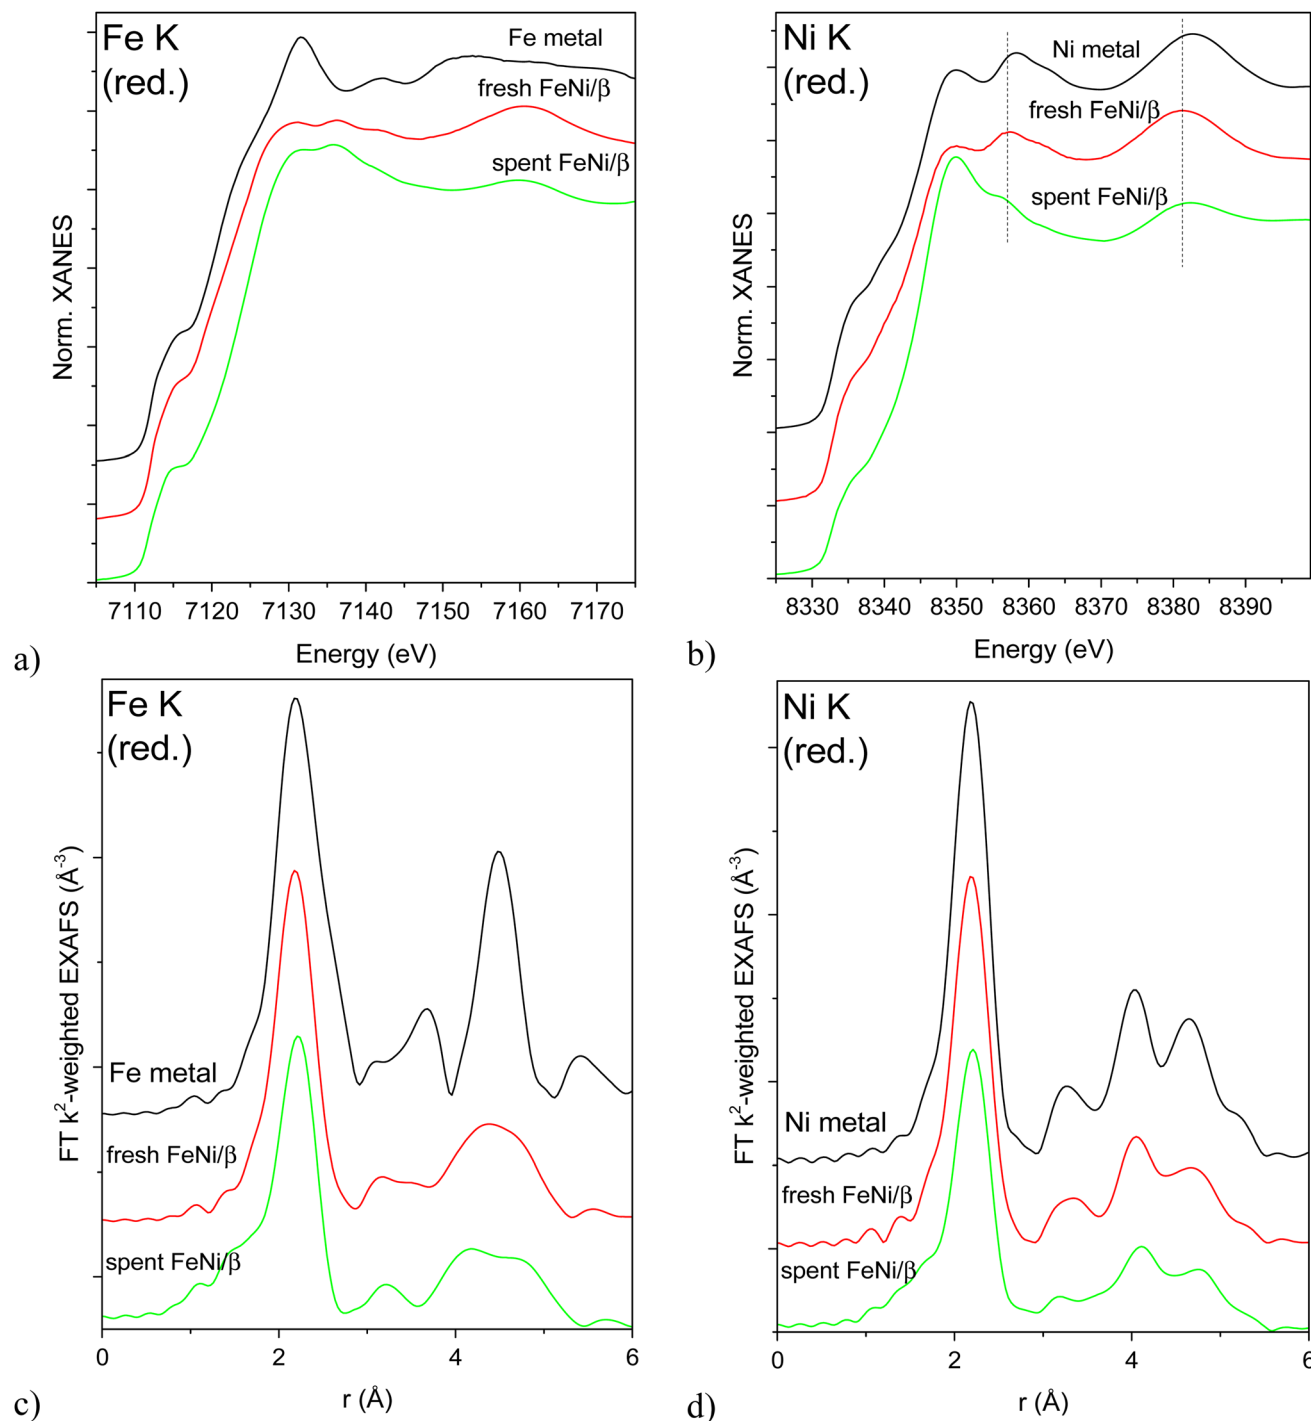 Fe K
(red.)
Fe metal
fresh FeNi/β
spent FeNi/β
Norm. XANES
7110 7120 7130 7140 7150 7160 7170
Energy (eV)
a)
Ni K
(red.)
Ni metal
fresh FeNi/β
spent FeNi/β
Norm. XANES
8330 8340 8350 8360 8370 8380 8390
Energy (eV)
b)
Fe K
(red.)
FT k²-weighted EXAFS (Å⁻³)
Fe metal
fresh FeNi/β
spent FeNi/β
0 2 4 6
r (Å)
c)
Ni K
(red.)
FT k²-weighted EXAFS (Å⁻³)
Ni metal
fresh FeNi/β
spent FeNi/β
0 2 4 6
r (Å)
d)